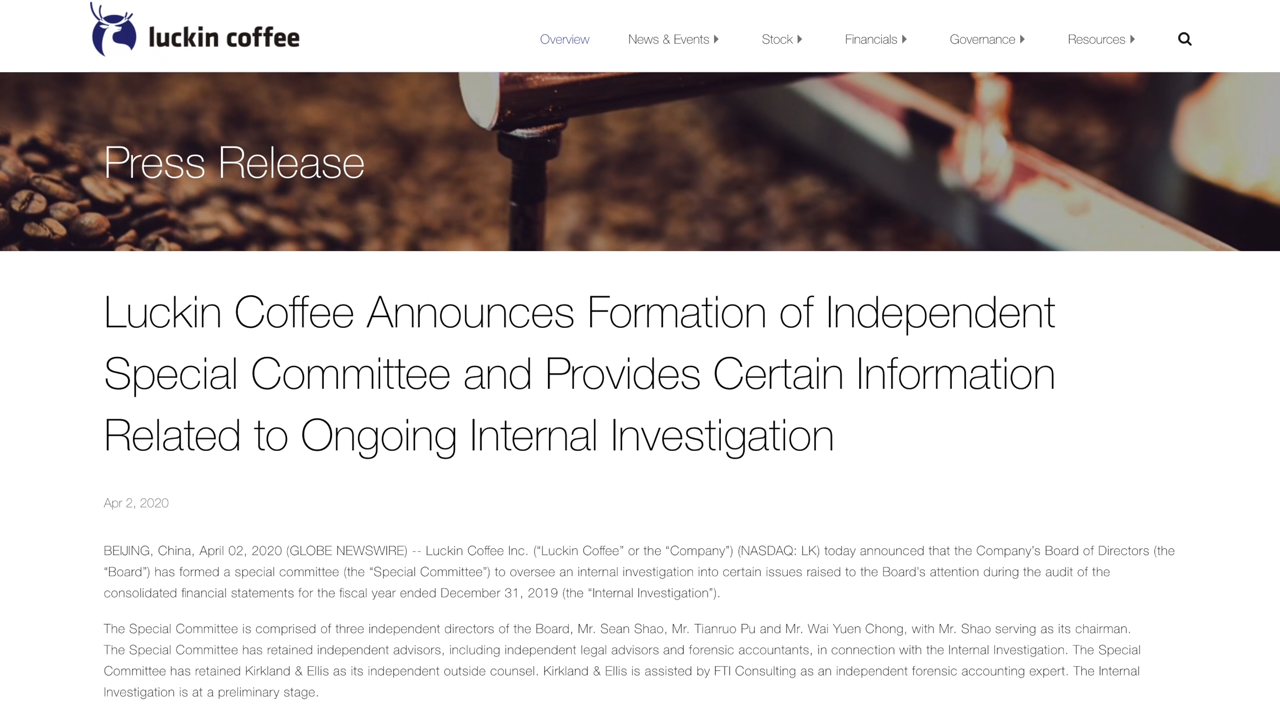 luckin coffee
Overview
News & Events
Stock
Financials
Governance
Resources
Press Release
Luckin Coffee Announces Formation of Independent
Special Committee and Provides Certain Information
Related to Ongoing Internal Investigation
Apr 2, 2020
BEIJING, China, April 02, 2020 (GLOBE NEWSWIRE) -- Luckin Coffee Inc. (“Luckin Coffee” or the “Company”) (NASDAQ: LK) today announced that the Company’s Board of Directors (the
“Board”) has formed a special committee (the “Special Committee”) to oversee an internal investigation into certain issues raised to the Board’s attention during the audit of the
consolidated financial statements for the fiscal year ended December 31, 2019 (the “Internal Investigation”).
The Special Committee is comprised of three independent directors of the Board, Mr. Sean Shao, Mr. Tianruo Pu and Mr. Wai Yuen Chong, with Mr. Shao serving as its chairman.
The Special Committee has retained independent advisors, including independent legal advisors and forensic accountants, in connection with the Internal Investigation. The Special
Committee has retained Kirkland & Ellis as its independent outside counsel. Kirkland & Ellis is assisted by FTI Consulting as an independent forensic accounting expert. The Internal
Investigation is at a preliminary stage.